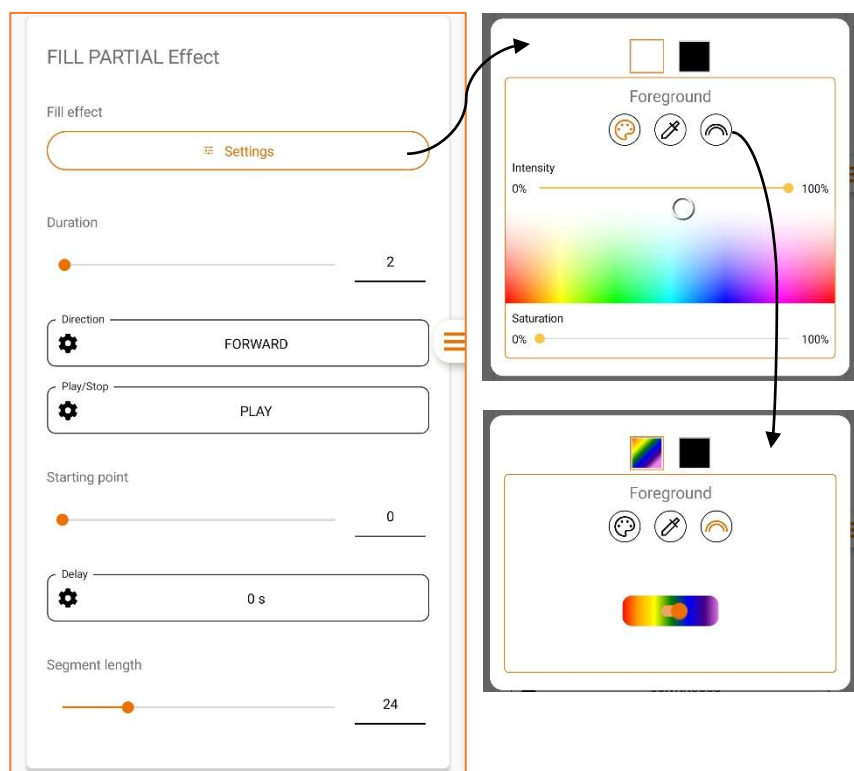 FILL PARTIAL Effect
Fill effect
Settings
Duration
2
Direction
FORWARD
Play/Stop
PLAY
Starting point
0
Delay
0 s
Segment length
24
Foreground
Intensity
0%
100%
Saturation
0%
100%
Foreground